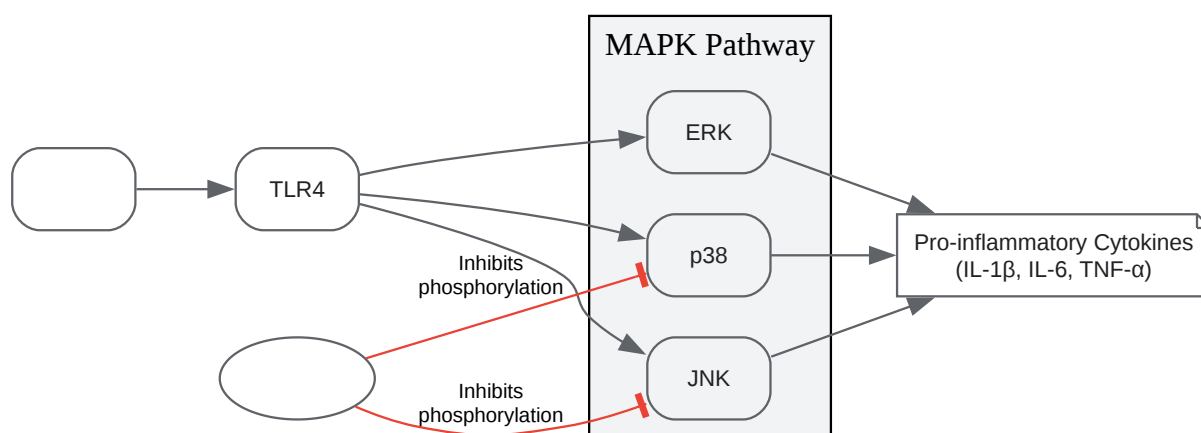 MAPK Pathway
ERK
TLR4
p38
Pro-inflammatory Cytokines
(IL-1β, IL-6, TNF-α)
Inhibits
phosphorylation
JNK
Inhibits
phosphorylation